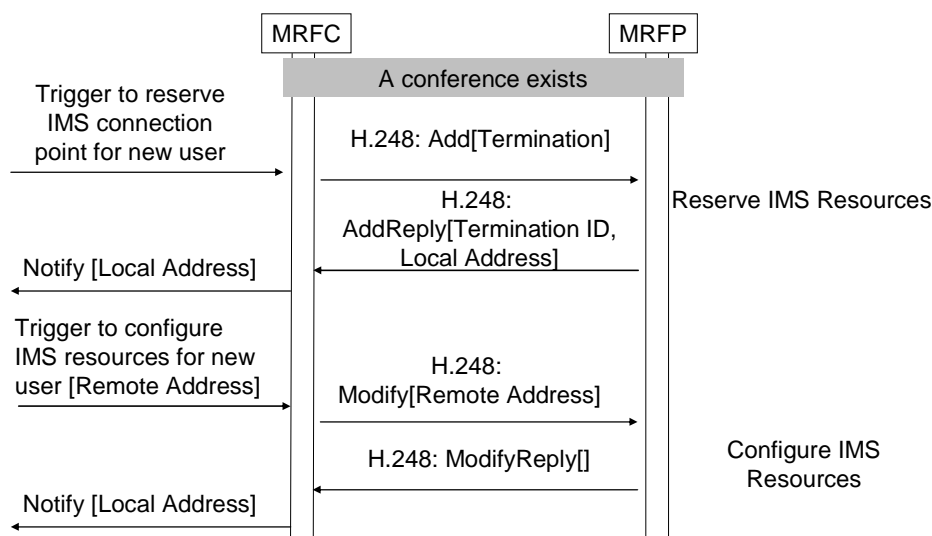 MRFC
MRFP
A conference exists
Trigger to reserve
IMS connection
point for new user
H.248: Add[Termination]
Reserve IMS Resources
H.248:
AddReply[Termination ID,
Local Address]
Notify [Local Address]
Trigger to configure
IMS resources for new
user [Remote Address]
H.248:
Modify[Remote Address]
Configure IMS
Resources
H.248: ModifyReply[]
Notify [Local Address]